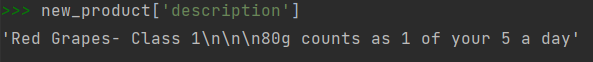 >>> new_product['description']
'Red Grapes- Class 1\n\n\n80g counts as 1 of your 5 a day'